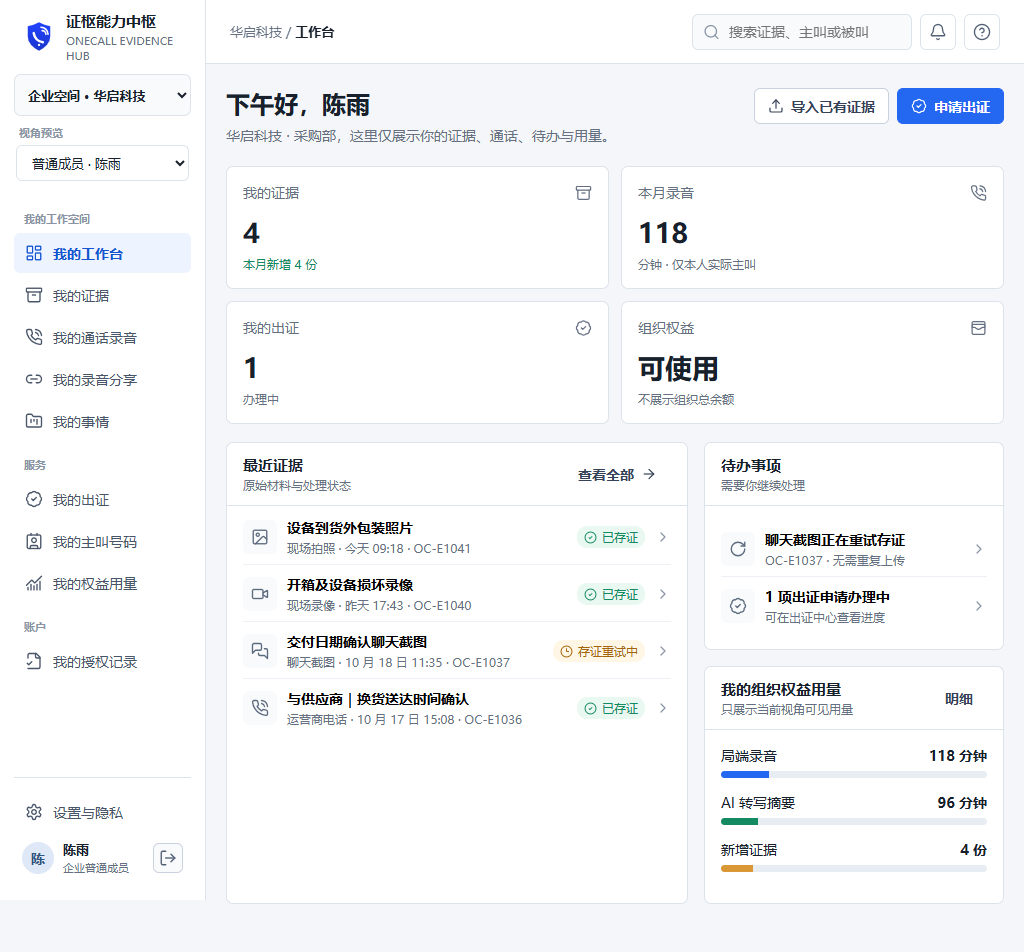 证枢能力中枢
ONECALL EVIDENCE
HUB
企业空间 • 华启科技
视角预览
普通成员 · 陈雨
我的工作空间
我的工作台
我的证据
我的通话录音
我的录音分享
我的事情
服务
我的出证
我的主叫号码
我的权益用量
账户
我的授权记录
设置与隐私
陈
陈雨
企业普通成员
华启科技 / 工作台
搜索证据、主叫或被叫
下午好，陈雨
华启科技 · 采购部，这里仅展示你的证据、通话、待办与用量。
导入已有证据
申请出证
我的证据
4
本月新增 4 份
本月录音
118
分钟 · 仅本人实际主叫
我的出证
1
办理中
组织权益
可使用
不展示组织总余额
最近证据
原始材料与处理状态
查看全部
设备到货外包装照片
现场拍照 · 今天 09:18 · OC-E1041
已存证
开箱及设备损坏录像
现场录像 · 昨天 17:43 · OC-E1040
已存证
交付日期确认聊天截图
聊天截图 · 10 月 18 日 11:35 · OC-E1037
存证重试中
与供应商｜换货送达时间确认
运营商电话 · 10 月 17 日 15:08 · OC-E1036
已存证
待办事项
需要你继续处理
聊天截图正在重试存证
OC-E1037 · 无需重复上传
1 项出证申请办理中
可在出证中心查看进度
我的组织权益用量
只展示当前视角可见用量
明细
局端录音
118 分钟
AI 转写摘要
96 分钟
新增证据
4 份